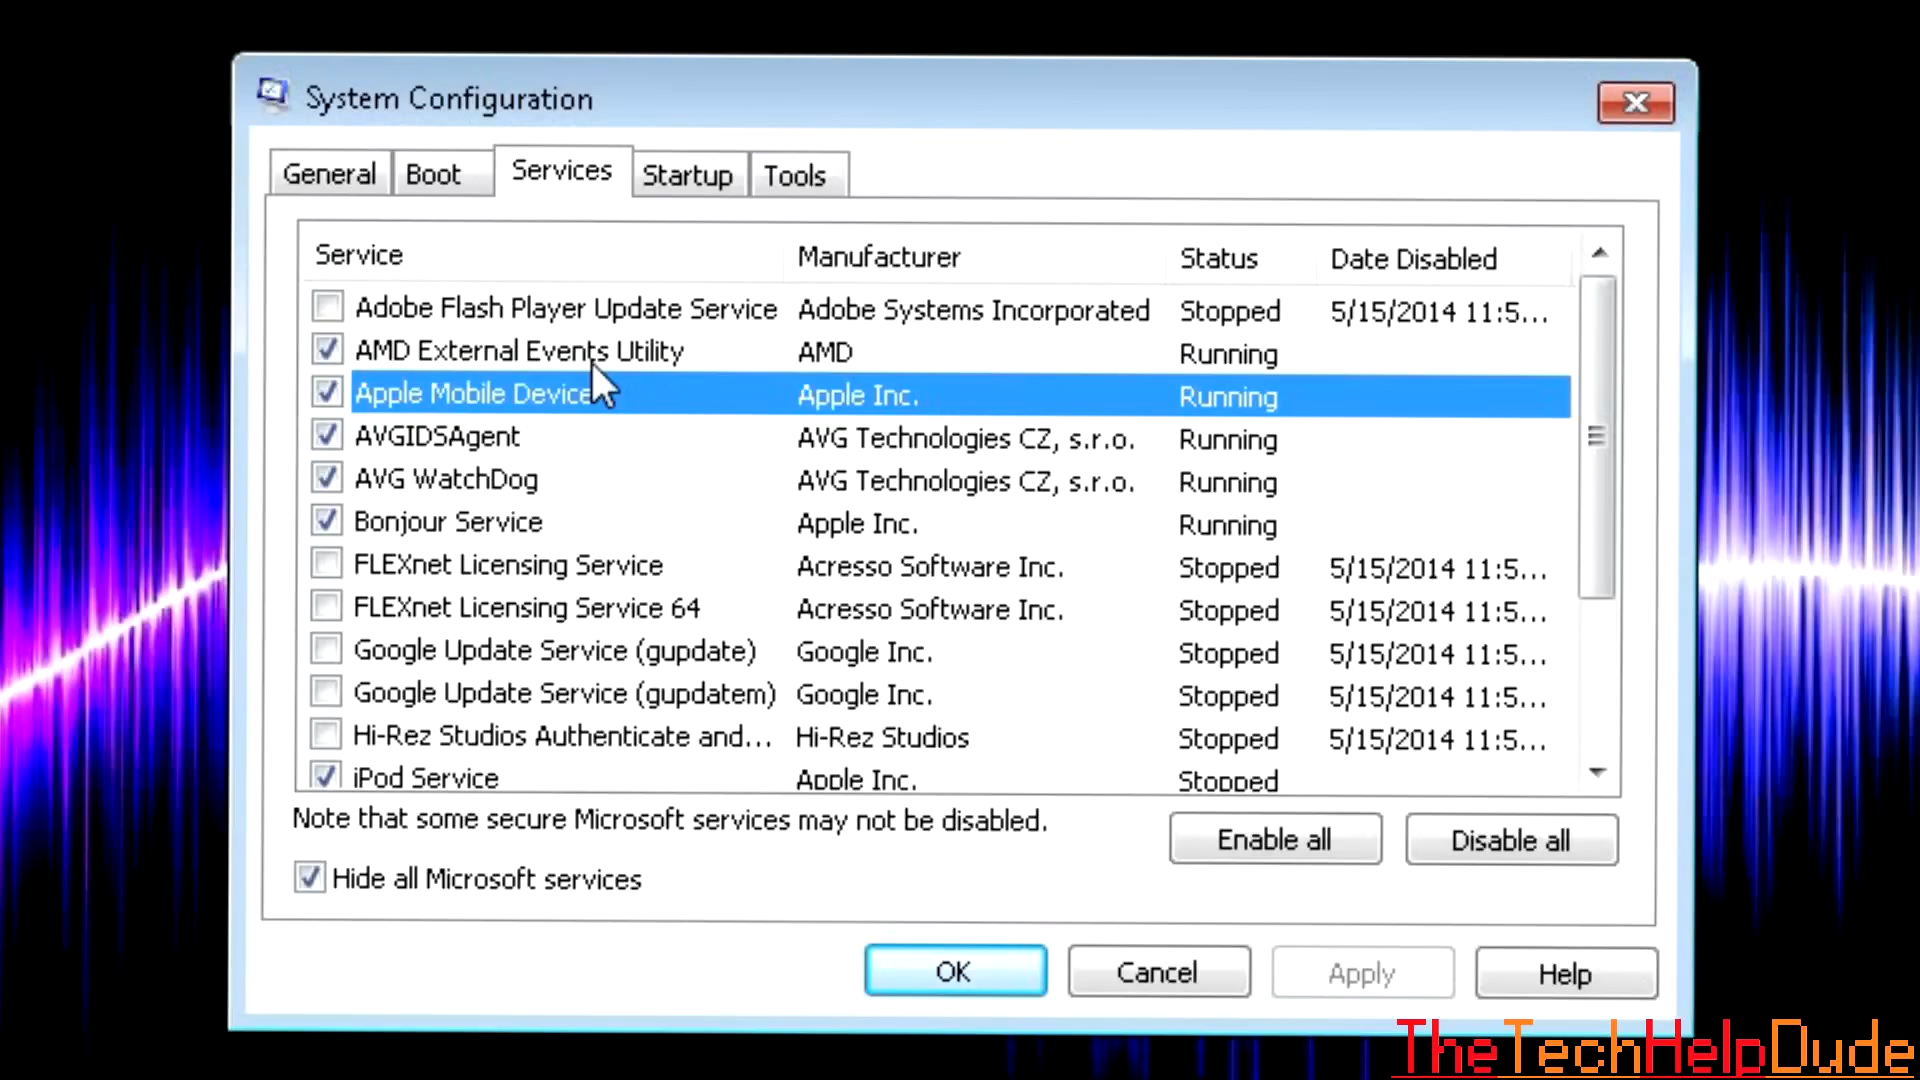 System Configuration
General Boot Services Startup Tools
Service Manufacturer Status Date Disabled
Adobe Flash Player Update Service Adobe Systems Incorporated Stopped 5/15/2014 11:5...
AMD External Events Utility AMD Running
Apple Mobile Device Apple Inc. Running
AVGIDSAgent AVG Technologies CZ, s.r.o. Running
AVG WatchDog AVG Technologies CZ, s.r.o. Running
Bonjour Service Apple Inc. Running
FLEXnet Licensing Service Acresso Software Inc. Stopped 5/15/2014 11:5...
FLEXnet Licensing Service 64 Acresso Software Inc. Stopped 5/15/2014 11:5...
Google Update Service (gupdate) Google Inc. Stopped 5/15/2014 11:5...
Google Update Service (gupdatem) Google Inc. Stopped 5/15/2014 11:5...
Hi-Rez Studios Authenticate and... Hi-Rez Studios Stopped 5/15/2014 11:5...
iPod Service Apple Inc. Stopped
Note that some secure Microsoft services may not be disabled.
Enable all Disable all
Hide all Microsoft services
OK Cancel Apply Help
TheTechHelpDude